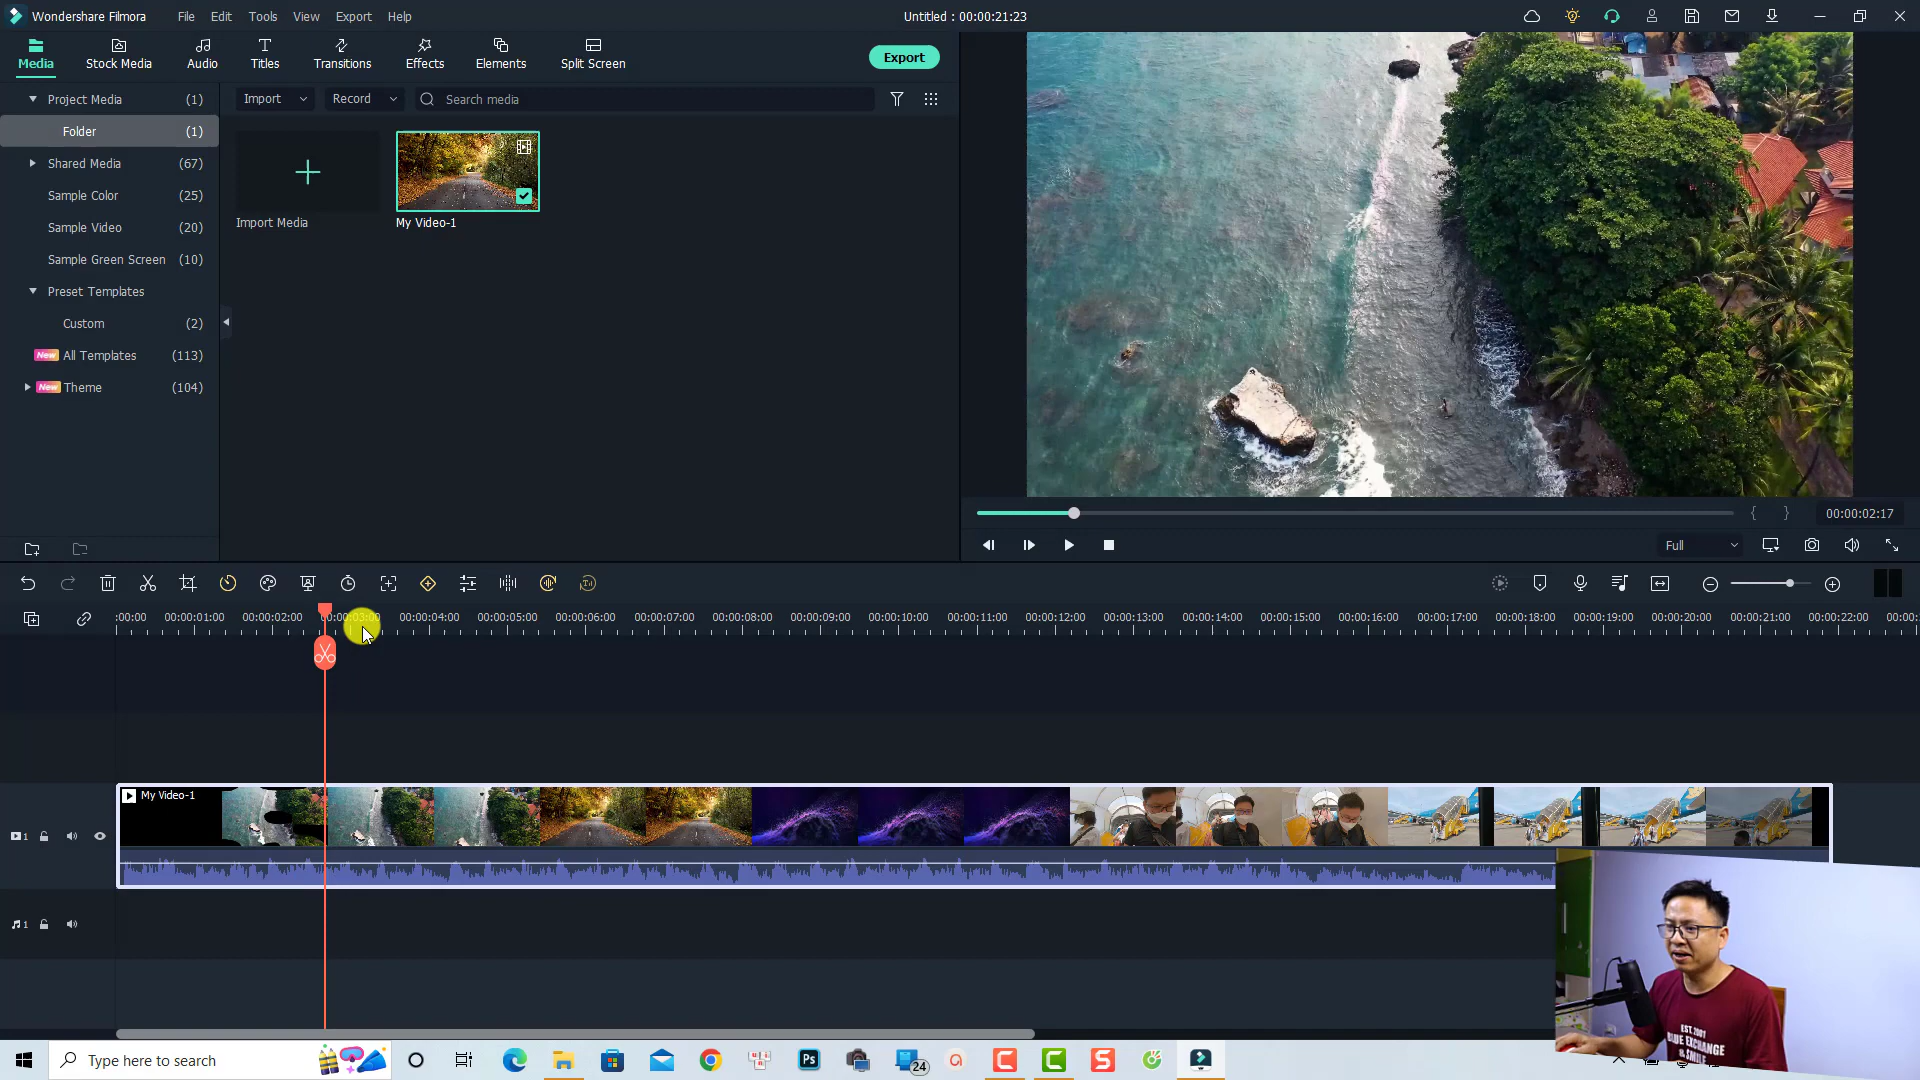 Wondershare Filmora
File
Edit
Tools
View
Export
Help
Untitled : 00:00:21:23
Media
Stock Media
Audio
Titles
Transitions
Effects
Elements
Split Screen
Export
Project Media (1)
Folder (1)
Shared Media (67)
Sample Color (25)
Sample Video (20)
Sample Green Screen (10)
Preset Templates
Custom (2)
New All Templates (113)
New Theme (104)
Import
Record
Search media
Import Media
My Video-1
{ } 00:00:02:17
Full
:00:00
00:00:01:00
00:00:02:00
00:00:03:00
00:00:04:00
00:00:05:00
00:00:06:00
00:00:07:00
00:00:08:00
00:00:09:00
00:00:10:00
00:00:11:00
00:00:12:00
00:00:13:00
00:00:14:00
00:00:15:00
00:00:16:00
00:00:17:00
00:00:18:00
00:00:19:00
00:00:20:00
00:00:21:00
00:00:22:00
00:00
My Video-1
1
1
EST. 2001
BLUE EXCHANGE
& SMILE
Type here to search
Ps
24